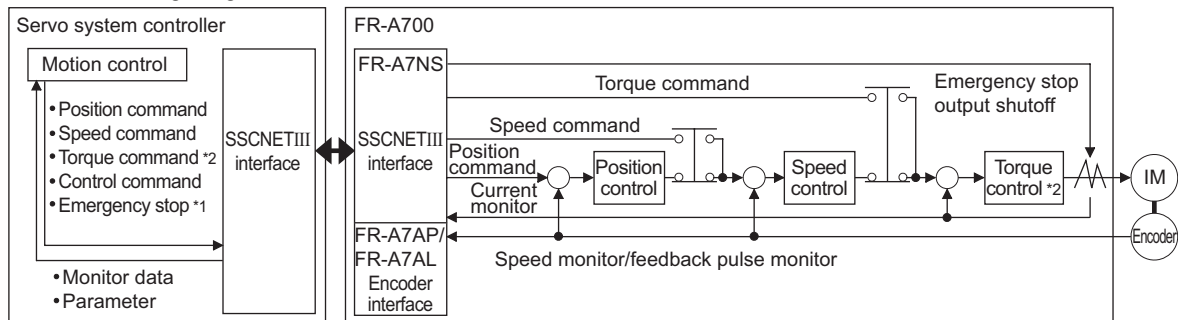 Servo system controller
Motion control
•Position command
•Speed command
•Torque command *2
•Control command
•Emergency stop *1
SSCNETIII
interface
•Monitor data
•Parameter
FR-A700
FR-A7NS
SSCNETIII
interface
Torque command
Speed command
Position
command
Current
monitor
Position
control
Speed
control
Torque
control *2
Emergency stop
output shutoff
IM
Encoder
FR-A7AP/
FR-A7AL
Encoder
interface
Speed monitor/feedback pulse monitor